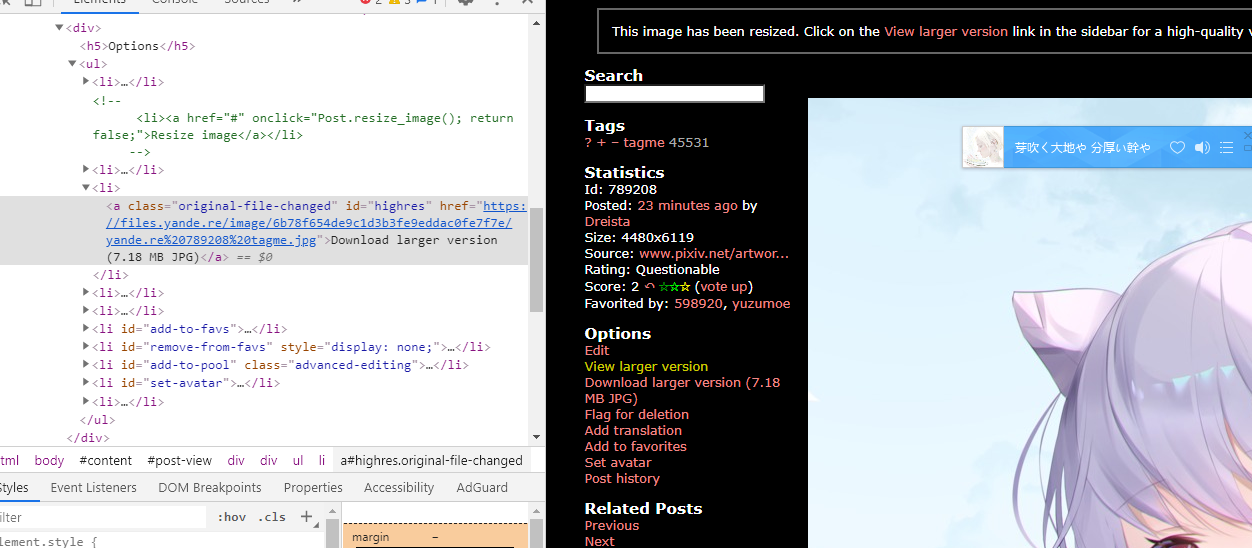 Elements
Console
Sources
»
2
3
1
<div>
<h5>Options</h5>
<ul>
<li>…</li>
<!--
<li><a href="#" onclick="Post.resize_image(); return
false;">Resize image</a></li>
-->
<li>…</li>
<li>
<a class="original-file-changed" id="highres" href="https:
//files.yande.re/image/6b78f654de9c1d3b3fe9eddac0fe7f7e/
yande.re%20789208%20tagme.jpg">Download larger version
(7.18 MB JPG)</a> == $0
</li>
<li>…</li>
<li>…</li>
<li id="add-to-favs">…</li>
<li id="remove-from-favs" style="display: none;">…</li>
<li id="add-to-pool" class="advanced-editing">…</li>
<li id="set-avatar">…</li>
<li>…</li>
</ul>
</div>
tml body #content #post-view div div ul li a#highres.original-file-changed
Styles Event Listeners DOM Breakpoints Properties Accessibility AdGuard
ilter :hov .cls +
element.style {
margin –
This image has been resized. Click on the View larger version link in the sidebar for a high-quality v
Search
Tags
? + – tagme 45531
Statistics
Id: 789208
Posted: 23 minutes ago by
Dreista
Size: 4480x6119
Source: www.pixiv.net/artwor...
Rating: Questionable
Score: 2 ↶ ☆☆☆ (vote up)
Favorited by: 598920, yuzumoe
Options
Edit
View larger version
Download larger version (7.18
MB JPG)
Flag for deletion
Add translation
Add to favorites
Set avatar
Post history
Related Posts
Previous
Next
芽吹く大地や 分厚い幹や